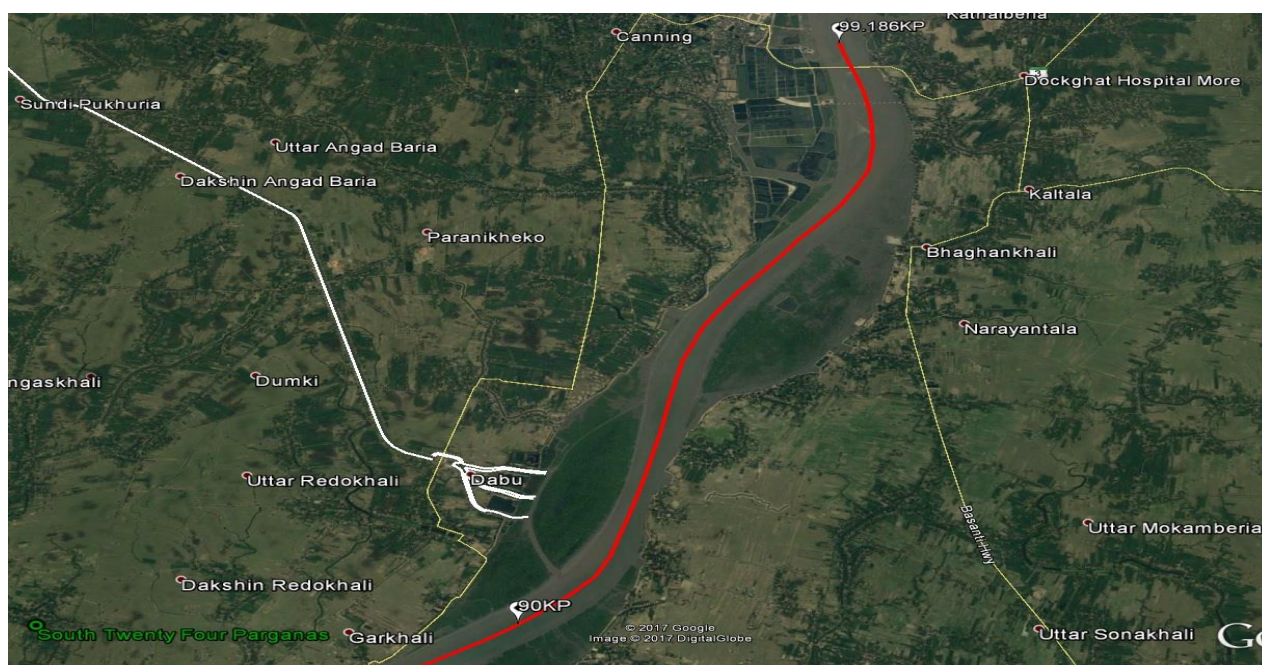 Kathalberia
99.186KP
Canning
Dockghat Hospital More
Sundi Pukhuria
Uttar Angad Baria
Dakshin Angad Baria
Kaltala
Paranikheko
Bhaghankhali
Narayantala
ngaskhali
Dumki
Uttar Redokhali
Dabu
Basanti Hwy
Uttar Mokamberia
Dakshin Redokhali
90KP
South Twenty Four Parganas
Garkhali
© 2017 Google
Image © 2017 DigitalGlobe
Uttar Sonakhali
Go